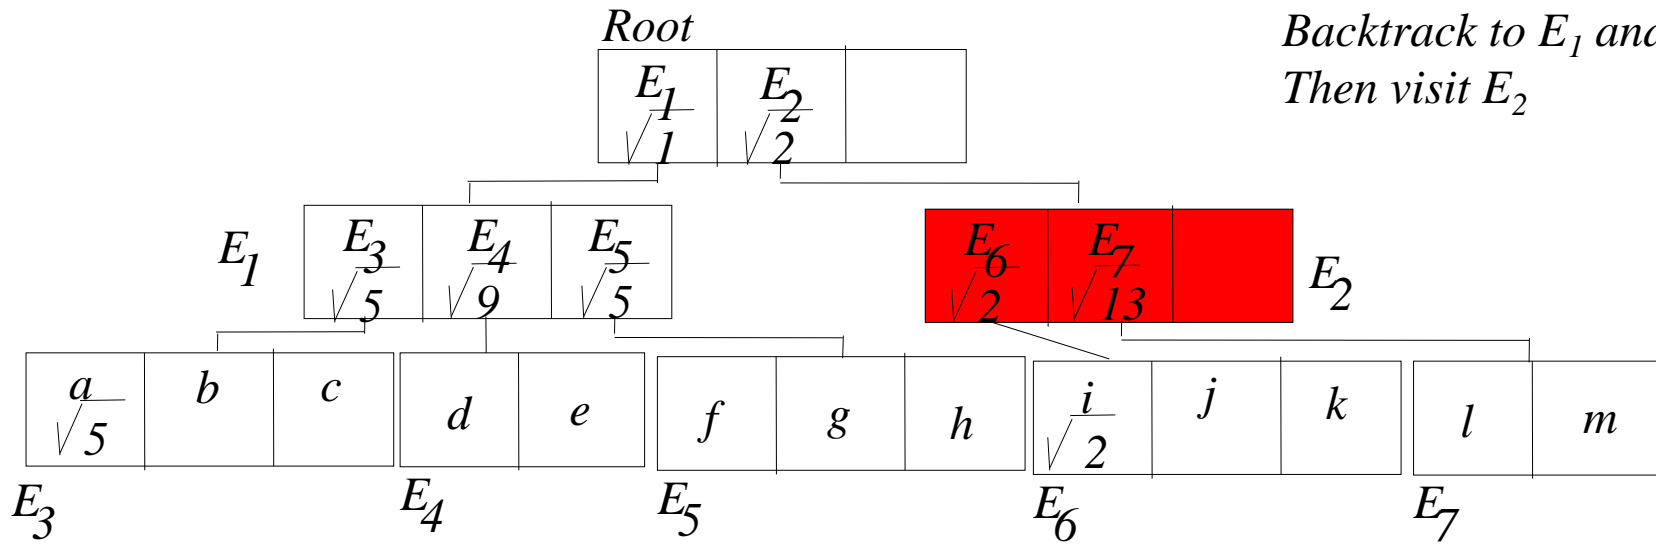 Root
Backtrack to E₁ and
Then visit E₂
E₁ E₂
√1 √2
E₁
E₃ E₄ E₅
√5 √9 √5
E₆ E₇
√2 √13
E₂
a b c
√5
d e
f g h
i j k
√2
l m
E₃ E₄ E₅ E₆ E₇